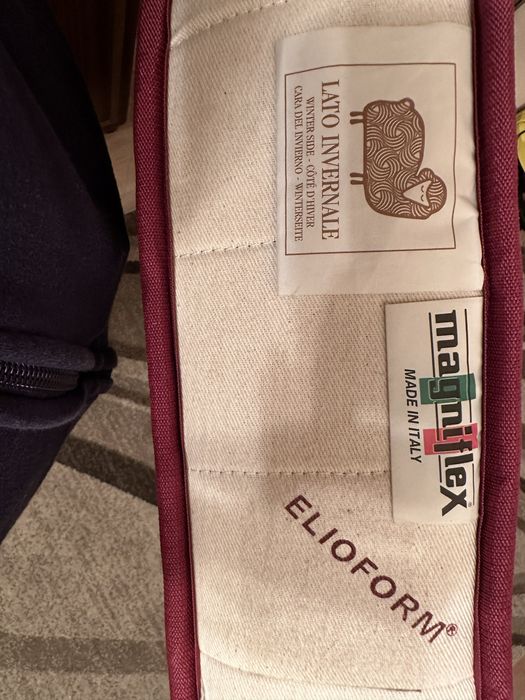 LATO INVERNALE
WINTER SIDE - CÔTÉ D'HIVER
CARA DEL INVIERNO - WINTERSEITE
magniflex®
MADE IN ITALY
ELIOFORM®